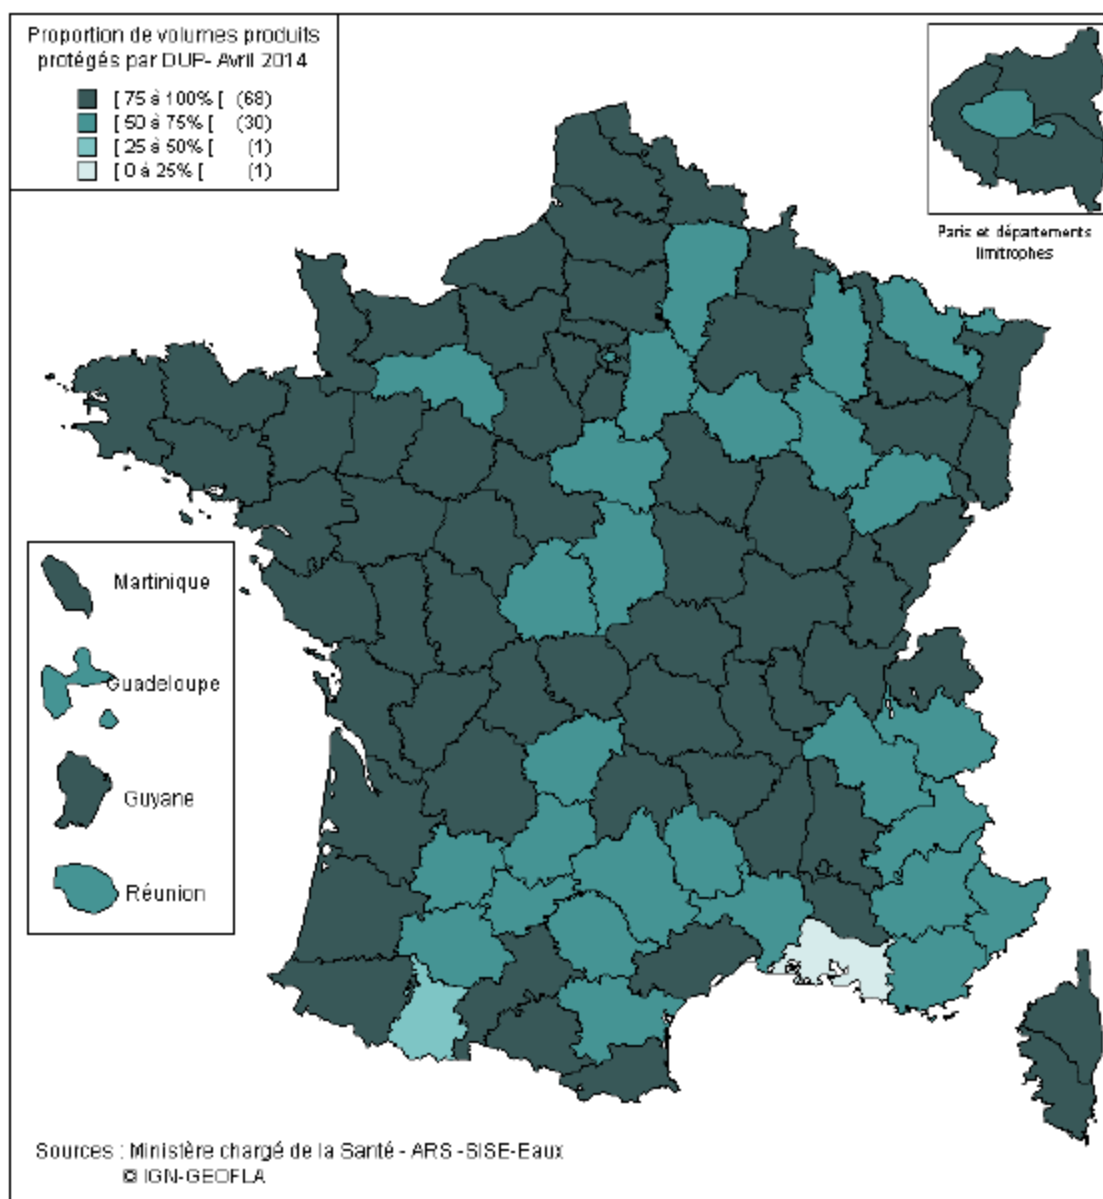 Proportion de volumes produits
protégés par DUP- Avril 2014
[ 75 à 100% [ (68)
[ 50 à 75% [ (30)
[ 25 à 50% [ (1)
[ 0 à 25% [ (1)
Paris et départements
limitrophes
Martinique
Guadeloupe
Guyane
Réunion
Sources : Ministère chargé de la Santé - ARS -SISE-Eaux
© IGN-GEOFLA